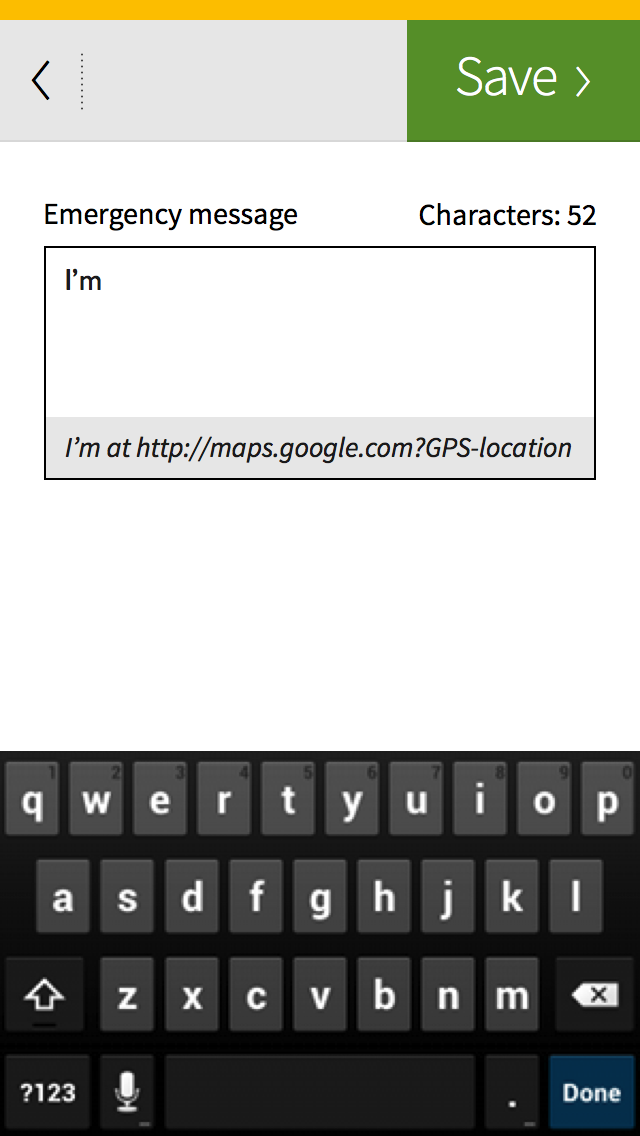 Save
Emergency message
Characters: 52
I’m
I’m at http://maps.google.com?GPS-location
1 2 3 4 5 6 7 8 9 0
q w e r t y u i o p
a s d f g h j k l
z x c v b n m
?123 . Done